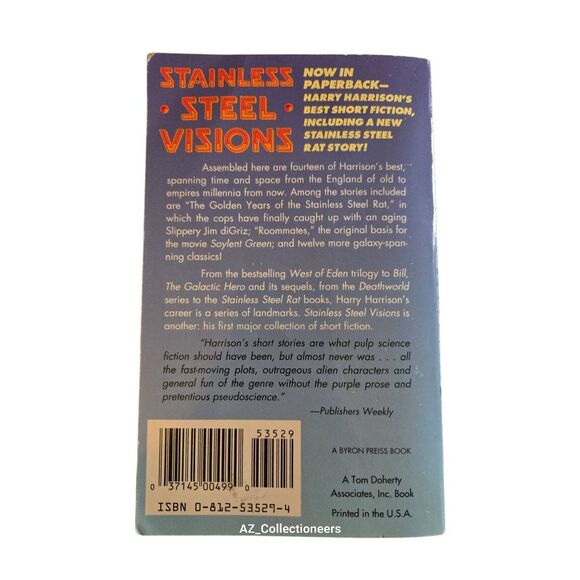 STAINLESS
• STEEL •
VISIONS
NOW IN
PAPERBACK—
HARRY HARRISON'S
BEST SHORT FICTION,
INCLUDING A NEW
STAINLESS STEEL
RAT STORY!
Assembled here are fourteen of Harrison's best,
spanning time and space from the England of old to
empires millennia from now. Among the stories included
are "The Golden Years of the Stainless Steel Rat," in
which the cops have finally caught up with an aging
Slippery Jim diGriz; "Roommates," the original basis for
the movie Soylent Green; and twelve more galaxy-span-
ning classics!
From the bestselling West of Eden trilogy to Bill,
The Galactic Hero and its sequels, from the Deathworld
series to the Stainless Steel Rat books, Harry Harrison's
career is a series of landmarks. Stainless Steel Visions is
another: his first major collection of short fiction.
"Harrison's short stories are what pulp science
fiction should have been, but almost never was . . . all
the fast-moving plots, outrageous alien characters and
general fun of the genre without the purple prose and
pretentious pseudoscience."
—Publishers Weekly
53529
0 37145 00499 0
ISBN 0-812-53529-4
A BYRON PREISS BOOK
A Tom Doherty
Associates, Inc. Book
Printed in the U.S.A.
AZ_Collectioneers